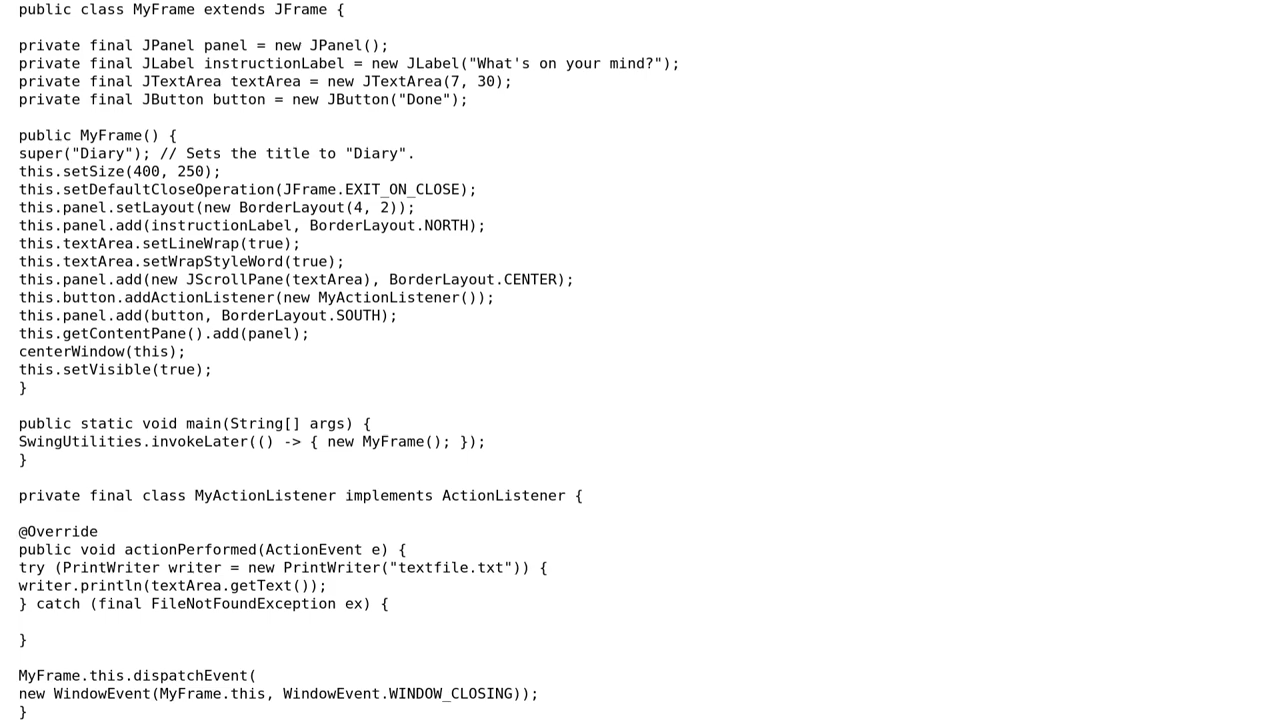 public class MyFrame extends JFrame {
private final JPanel panel = new JPanel();
private final JLabel instructionLabel = new JLabel("What's on your mind?");
private final JTextArea textArea = new JTextArea(7, 30);
private final JButton button = new JButton("Done");
public MyFrame() {
super("Diary"); // Sets the title to "Diary".
this.setSize(400, 250);
this.setDefaultCloseOperation(JFrame.EXIT_ON_CLOSE);
this.panel.setLayout(new BorderLayout(4, 2));
this.panel.add(instructionLabel, BorderLayout.NORTH);
this.textArea.setLineWrap(true);
this.textArea.setWrapStyleWord(true);
this.panel.add(new JScrollPane(textArea), BorderLayout.CENTER);
this.button.addActionListener(new MyActionListener());
this.panel.add(button, BorderLayout.SOUTH);
this.getContentPane().add(panel);
centerWindow(this);
this.setVisible(true);
}
public static void main(String[] args) {
SwingUtilities.invokeLater(() -> { new MyFrame(); });
}
private final class MyActionListener implements ActionListener {
@Override
public void actionPerformed(ActionEvent e) {
try (PrintWriter writer = new PrintWriter("textfile.txt")) {
writer.println(textArea.getText());
} catch (final FileNotFoundException ex) {
}
MyFrame.this.dispatchEvent(
new WindowEvent(MyFrame.this, WindowEvent.WINDOW_CLOSING));
}